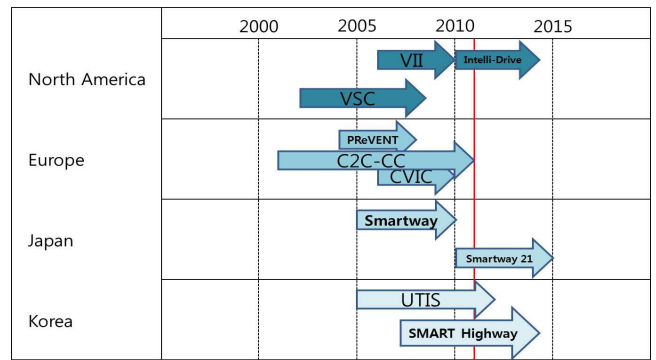 2000 2005 2010 2015
North America
VII
Intelli-Drive
VSC
Europe
PReVENT
C2C-CC
CVIC
Japan
Smartway
Smartway 21
Korea
UTIS
SMART Highway